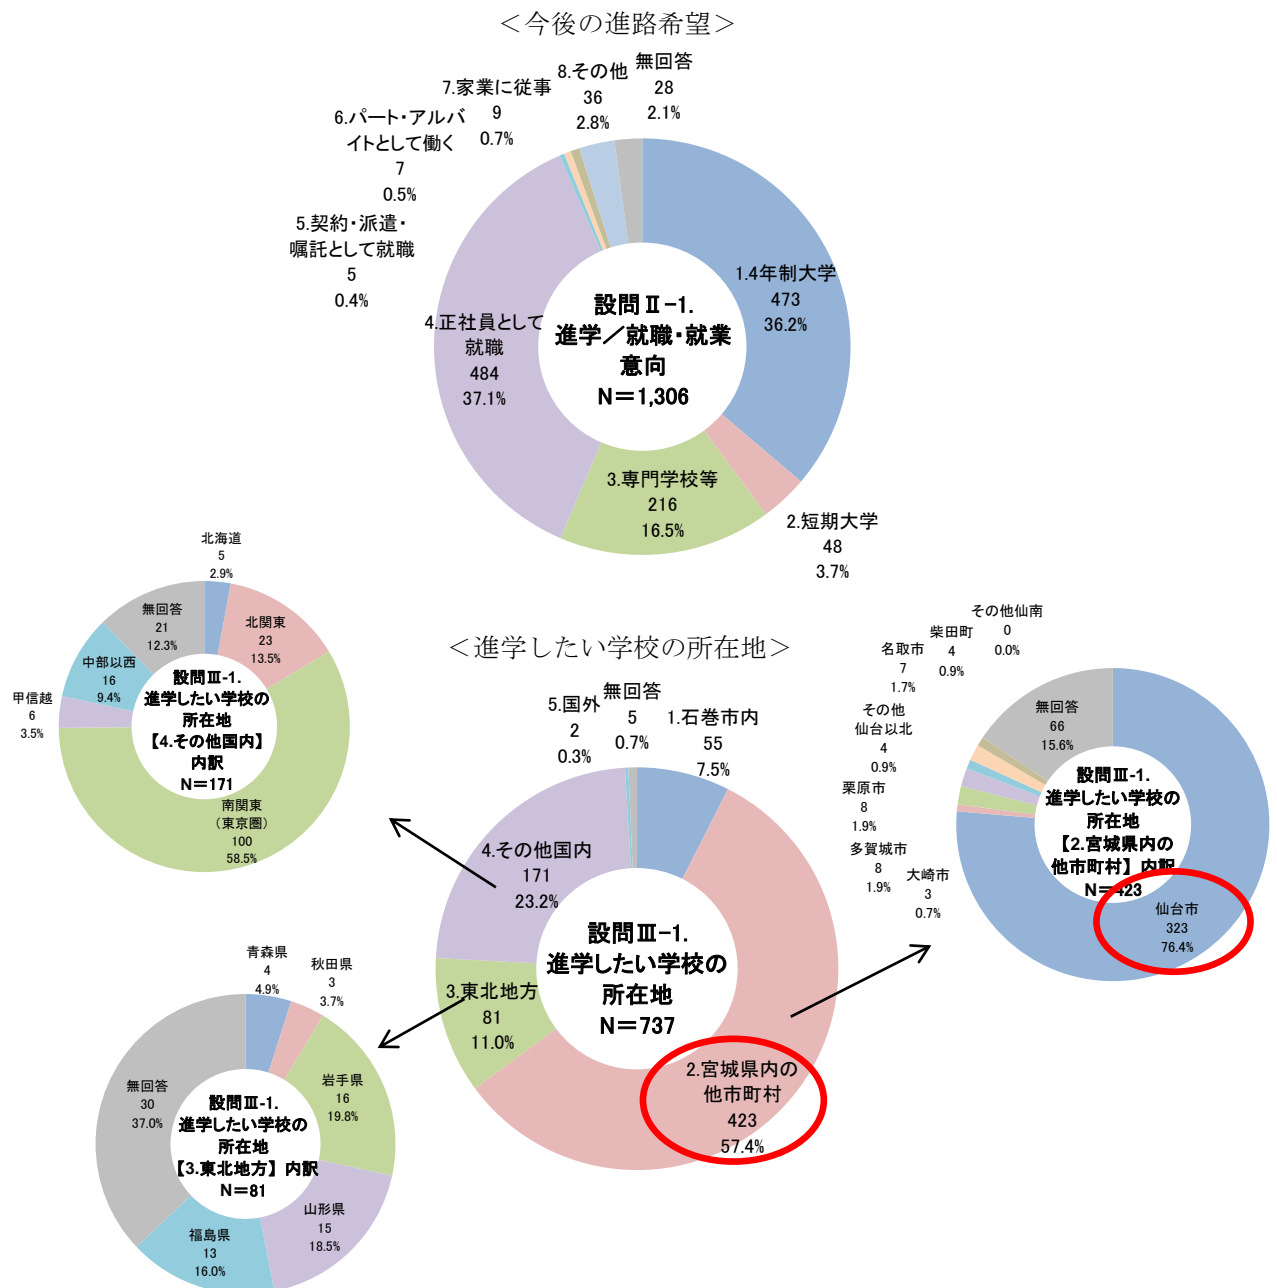 ＜今後の進路希望＞
無回答
28
2.1%
8.その他
36
2.8%
7.家業に従事
9
0.7%
6.パート・アルバ
イトとして働く
7
0.5%
5.契約・派遣・
嘱託として就職
5
0.4%
1.4年制大学
473
36.2%
4.正社員として
就職
484
37.1%
設問Ⅱ-1.
進学／就職・就業
意向
N＝1,306
3.専門学校等
216
16.5%
2.短期大学
48
3.7%
＜進学したい学校の所在地＞
北海道
5
2.9%
北関東
23
13.5%
無回答
21
12.3%
中部以西
16
9.4%
甲信越
6
3.5%
設問Ⅲ-1.
進学したい学校の
所在地
【4.その他国内】
内訳
N＝171
南関東
（東京圏）
100
58.5%
5.国外
2
0.3%
無回答
5
0.7%
1.石巻市内
55
7.5%
4.その他国内
171
23.2%
3.東北地方
81
11.0%
設問Ⅲ-1.
進学したい学校の
所在地
N＝737
2.宮城県内の
他市町村
423
57.4%
その他仙南
0
0.0%
柴田町
4
0.9%
名取市
7
1.7%
その他
仙台以北
4
0.9%
栗原市
8
1.9%
多賀城市
8
1.9%
大崎市
3
0.7%
無回答
66
15.6%
設問Ⅲ-1.
進学したい学校の
所在地
【2.宮城県内の
他市町村】内訳
N＝423
仙台市
323
76.4%
青森県
4
4.9%
秋田県
3
3.7%
岩手県
16
19.8%
無回答
30
37.0%
設問Ⅲ-1.
進学したい学校の
所在地
【3.東北地方】内訳
N＝81
山形県
15
18.5%
福島県
13
16.0%